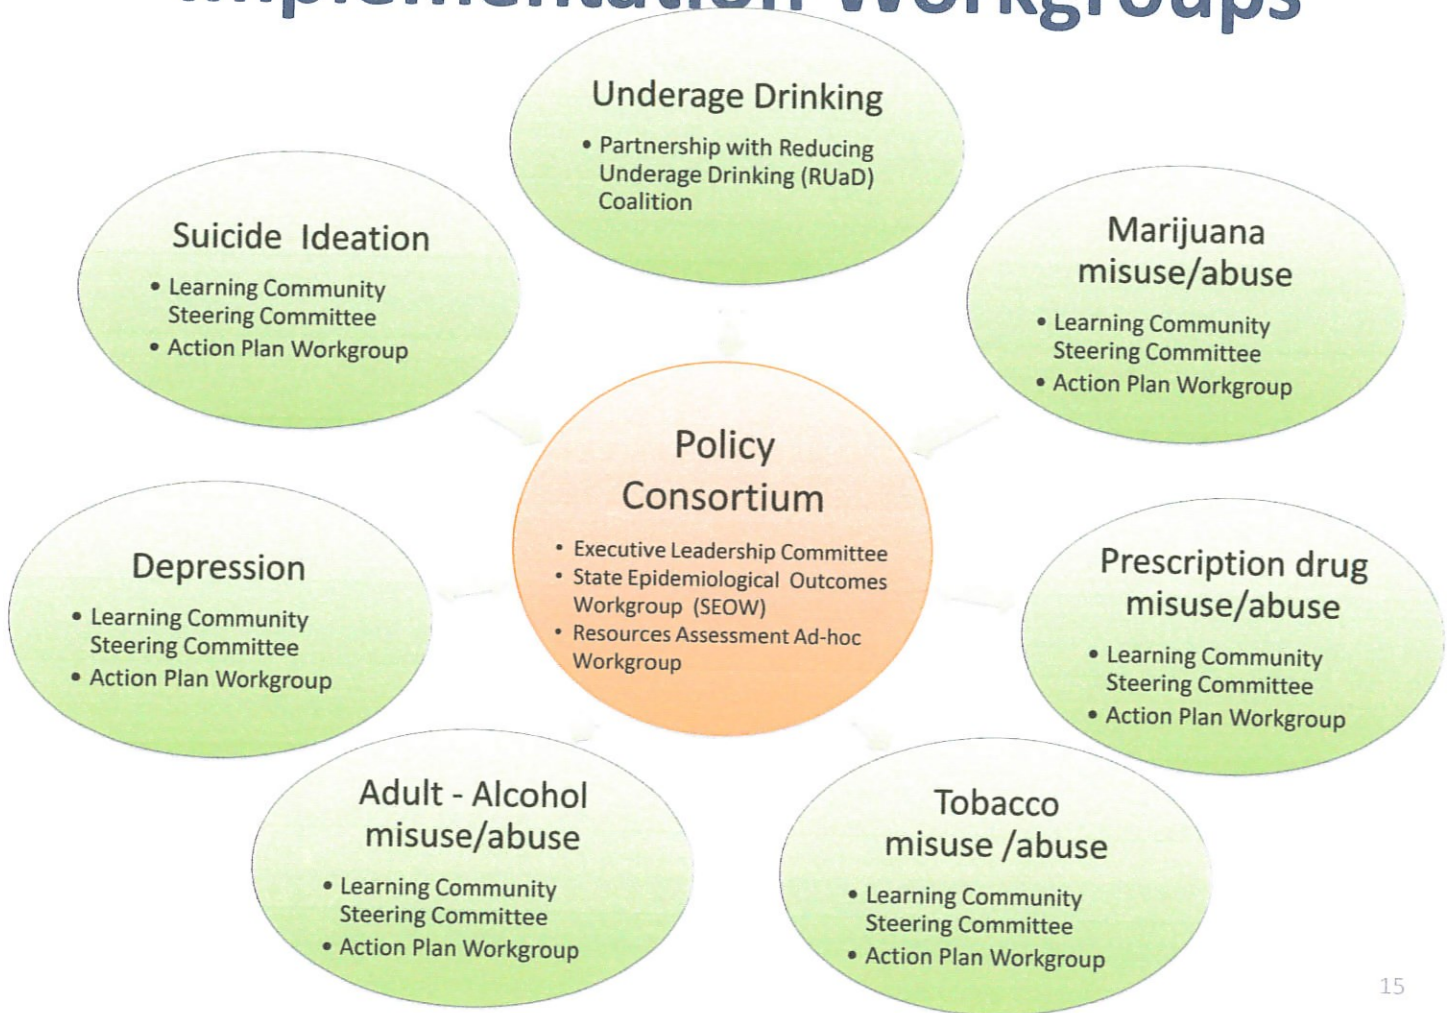 Implementation Workgroups
Underage Drinking
• Partnership with Reducing
Underage Drinking (RUaD)
Coalition
Suicide Ideation
• Learning Community
Steering Committee
• Action Plan Workgroup
Marijuana
misuse/abuse
• Learning Community
Steering Committee
• Action Plan Workgroup
Policy
Consortium
• Executive Leadership Committee
• State Epidemiological Outcomes
Workgroup (SEOW)
• Resources Assessment Ad-hoc
Workgroup
Depression
• Learning Community
Steering Committee
• Action Plan Workgroup
Prescription drug
misuse/abuse
• Learning Community
Steering Committee
• Action Plan Workgroup
Adult - Alcohol
misuse/abuse
• Learning Community
Steering Committee
• Action Plan Workgroup
Tobacco
misuse /abuse
• Learning Community
Steering Committee
• Action Plan Workgroup
15